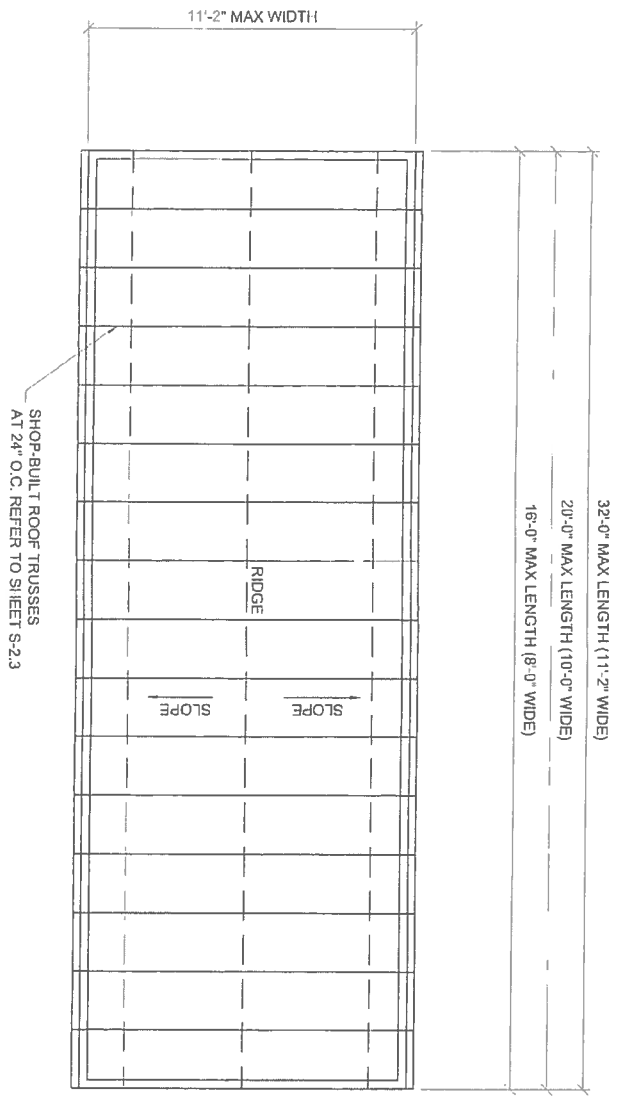 11'-2" MAX WIDTH
32'-0" MAX LENGTH (11'-2" WIDE)
20'-0" MAX LENGTH (10'-0" WIDE)
16'-0" MAX LENGTH (8'-0" WIDE)
RIDGE
SLOPE
SLOPE
SHOP-BUILT ROOF TRUSSES
AT 24" O.C. REFER TO SHEET S-2.3